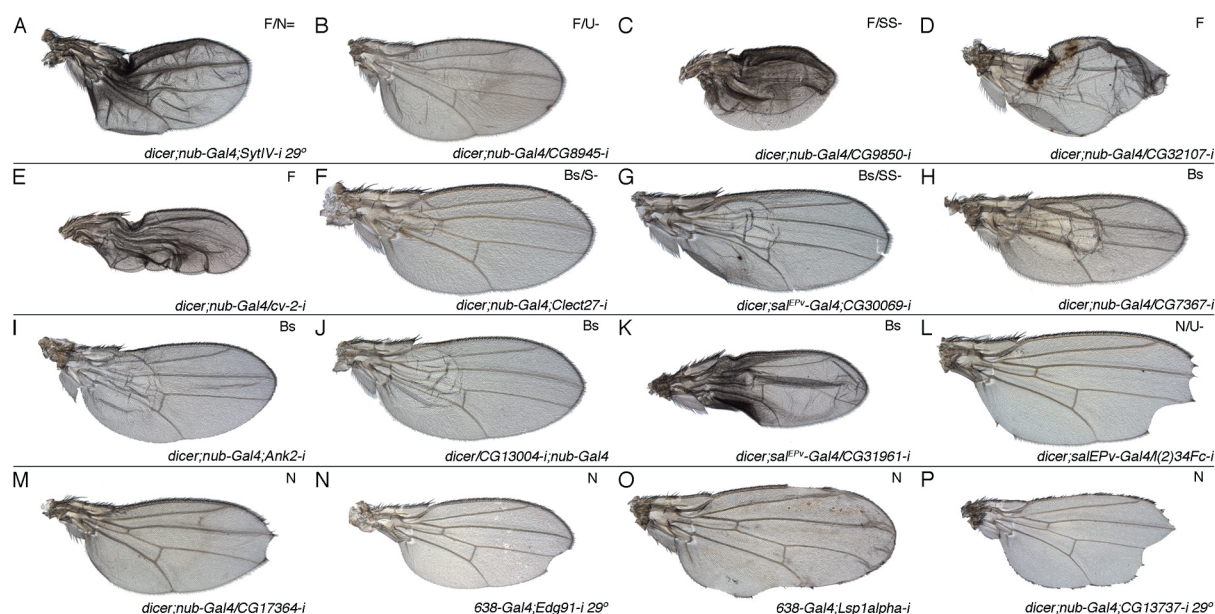 A F/N=
dicer;nub-Gal4;SytIV-i 29º
B F/U-
dicer;nub-Gal4/CG8945-i
C F/SS-
dicer;nub-Gal4/CG9850-i
D F
dicer;nub-Gal4/CG32107-i
E F
dicer;nub-Gal4/cv-2-i
F Bs/S-
dicer;nub-Gal4;Clect27-i
G Bs/SS-
dicer;salEPv-Gal4;CG30069-i
H Bs
dicer;nub-Gal4/CG7367-i
I Bs
dicer;nub-Gal4;Ank2-i
J Bs
dicer/CG13004-i;nub-Gal4
K Bs
dicer;salEPv-Gal4/CG31961-i
L N/U-
dicer;salEPv-Gal4/l(2)34Fc-i
M N
dicer;nub-Gal4/CG17364-i
N N
638-Gal4;Edg91-i 29º
O N
638-Gal4;Lsp1alpha-i
P N
dicer;nub-Gal4;CG13737-i 29º